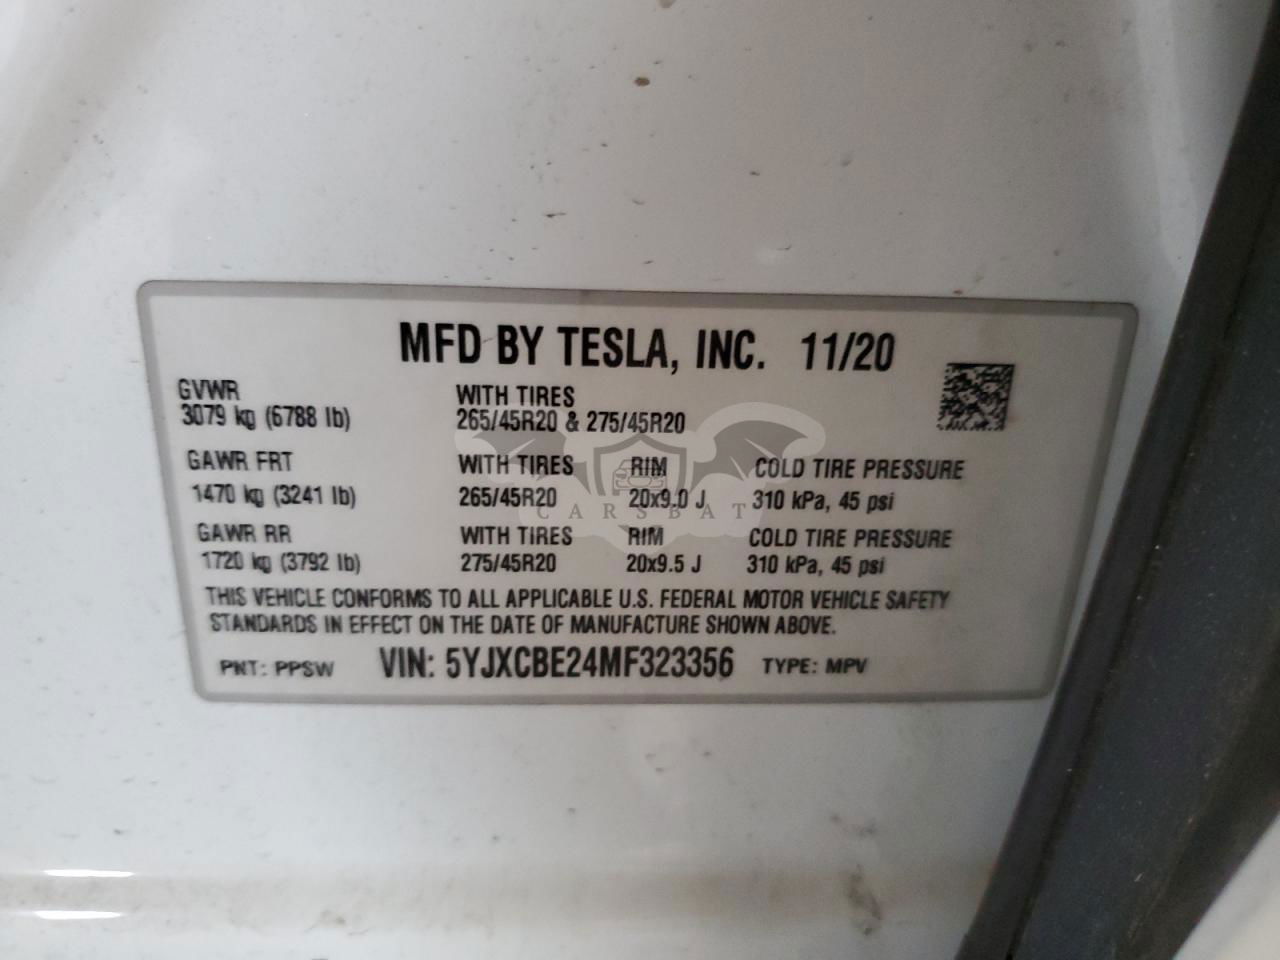 MFD BY TESLA, INC. 11/20
GVWR
3079 kg (6788 lb)
WITH TIRES
265/45R20 & 275/45R20
GAWR FRT WITH TIRES RIM COLD TIRE PRESSURE
1470 kg (3241 lb) 265/45R20 20x9.0 J 310 kPa, 45 psi
CARSBAT
GAWR RR WITH TIRES RIM COLD TIRE PRESSURE
1720 kg (3792 lb) 275/45R20 20x9.5 J 310 kPa, 45 psi
THIS VEHICLE CONFORMS TO ALL APPLICABLE U.S. FEDERAL MOTOR VEHICLE SAFETY
STANDARDS IN EFFECT ON THE DATE OF MANUFACTURE SHOWN ABOVE.
PNT: PPSW VIN: 5YJXCBE24MF323356 TYPE: MPV